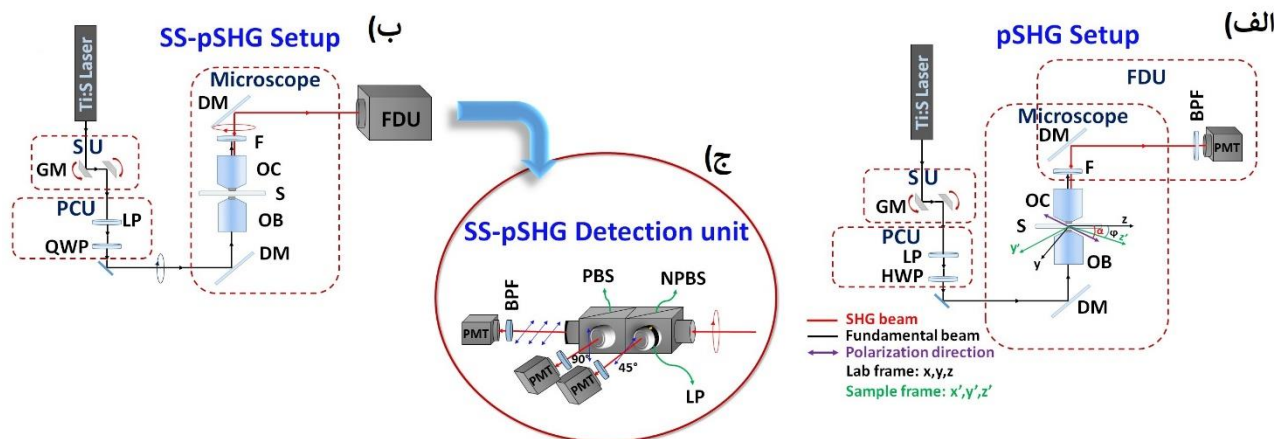 الف)
pSHG Setup
Ti:S Laser
SU
GM
PCU
LP
HWP
Microscope
FDU
DM
BPF
PMT
F
OC
S
OB
DM
z
α
φ
z'
y'
y
SHG beam
Fundamental beam
Polarization direction
Lab frame: x,y,z
Sample frame: x',y',z'
ب)
SS-pSHG Setup
Ti:S Laser
SU
GM
PCU
LP
QWP
Microscope
DM
F
OC
S
OB
DM
FDU
ج)
SS-pSHG Detection unit
PBS
NPBS
BPF
PMT
90°
PMT
45°
PMT
LP